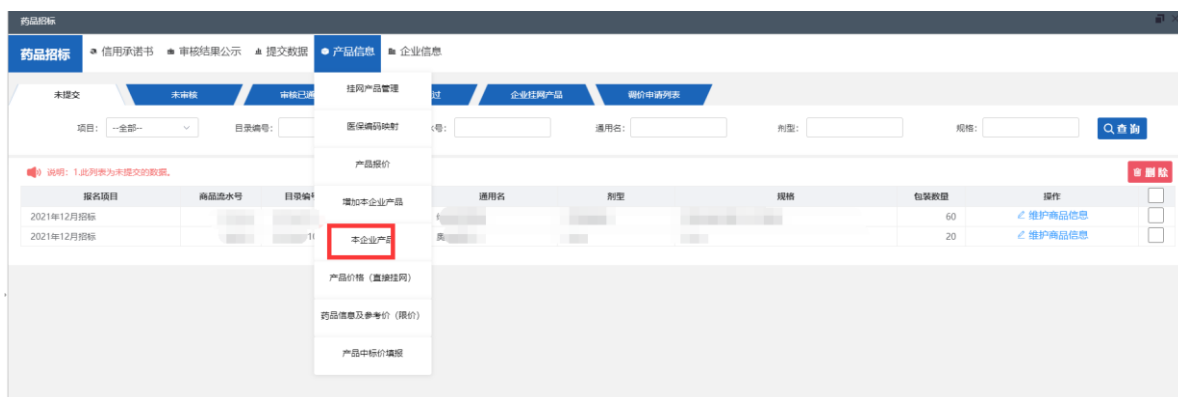 药品招标
药品招标 信用承诺书 审核结果公示 提交数据 产品信息 企业信息
挂网产品管理
医保编码映射
产品报价
增加本企业产品
本企业产品
产品价格（直接挂网）
药品信息及参考价（限价）
产品中标价填报
未提交 未审核 审核已通 过 企业挂网产品 调价申请列表
项目： --全部-- 目录编号： 号： 通用名： 剂型： 规格： 查询
说明：1.此列表为未提交的数据。 删除
报名项目 商品流水号 目录编 通用名 剂型 规格 包装数量 操作
2021年12月招标 60 维护商品信息
2021年12月招标 20 维护商品信息